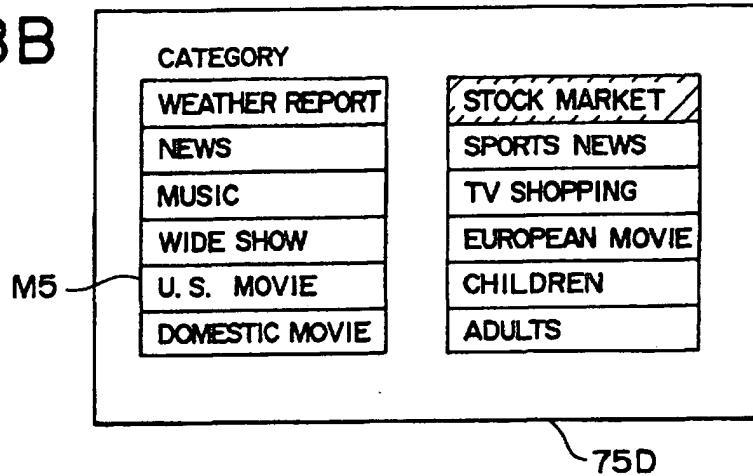 3B
CATEGORY
WEATHER REPORT
NEWS
MUSIC
WIDE SHOW
U.S. MOVIE
DOMESTIC MOVIE
STOCK MARKET
SPORTS NEWS
TV SHOPPING
EUROPEAN MOVIE
CHILDREN
ADULTS
M5
75D